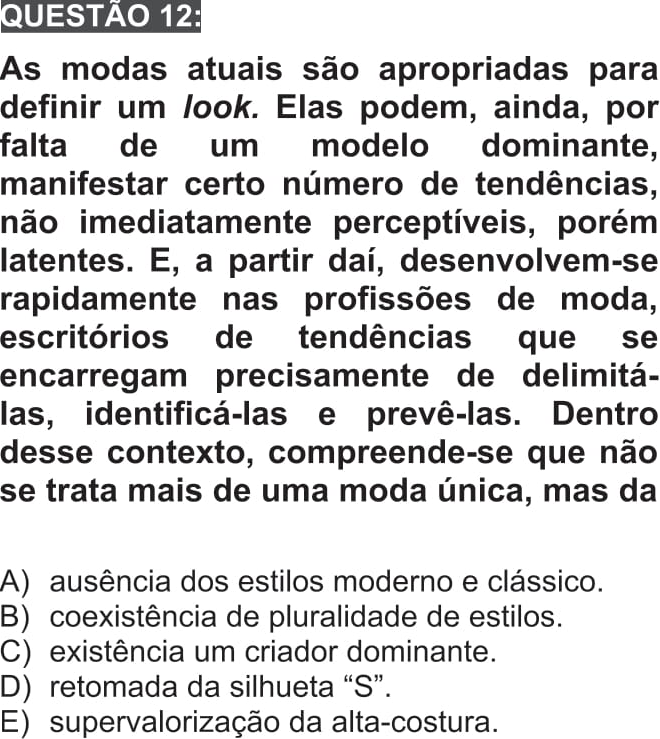 QUESTÃO 12:
As modas atuais são apropriadas para
definir um look. Elas podem, ainda, por
falta de um modelo dominante,
manifestar certo número de tendências,
não imediatamente perceptíveis, porém
latentes. E, a partir daí, desenvolvem-se
rapidamente nas profissões de moda,
escritórios de tendências que se
encarregam precisamente de delimitá-
las, identificá-las e prevê-las. Dentro
desse contexto, compreende-se que não
se trata mais de uma moda única, mas da
A) ausência dos estilos moderno e clássico.
B) coexistência de pluralidade de estilos.
C) existência um criador dominante.
D) retomada da silhueta “S”.
E) supervalorização da alta-costura.